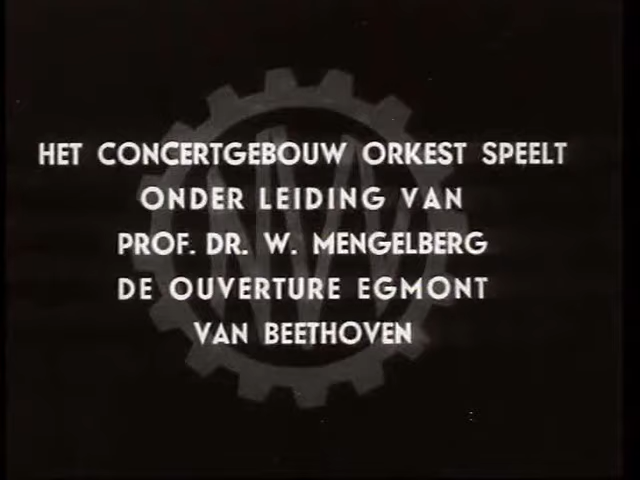 HET CONCERTGEBOUW ORKEST SPEELT
ONDER LEIDING VAN
PROF. DR. W. MENGELBERG
DE OUVERTURE EGMONT
VAN BEETHOVEN